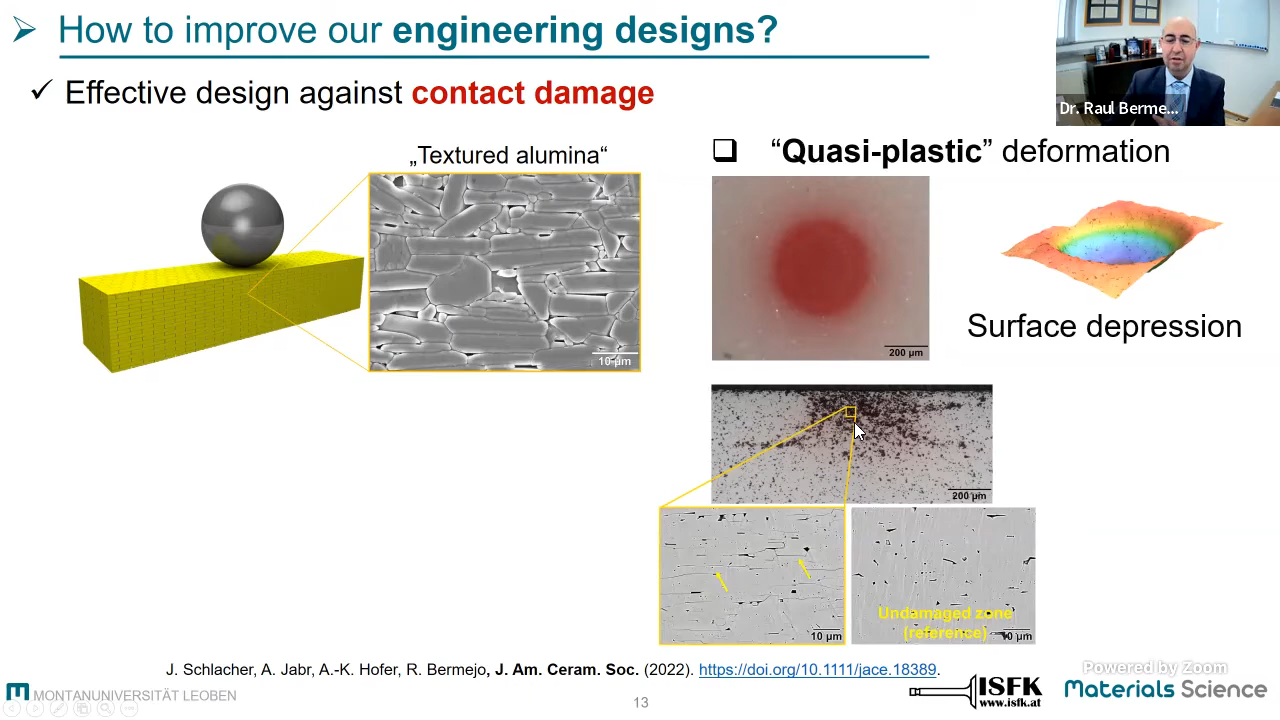 How to improve our engineering designs?
Effective design against contact damage
Dr. Raul Berme...
„Textured alumina“
“Quasi-plastic” deformation
10 µm
200 µm
Surface depression
200 µm
Undamaged zone
(reference)
10 µm
10 µm
J. Schlacher, A. Jabr, A.-K. Hofer, R. Bermejo, J. Am. Ceram. Soc. (2022). https://doi.org/10.1111/jace.18389.
Powered by Zoom
MONTANUNIVERSITÄT LEOBEN
13
ISFK
www.isfk.at
Materials Science